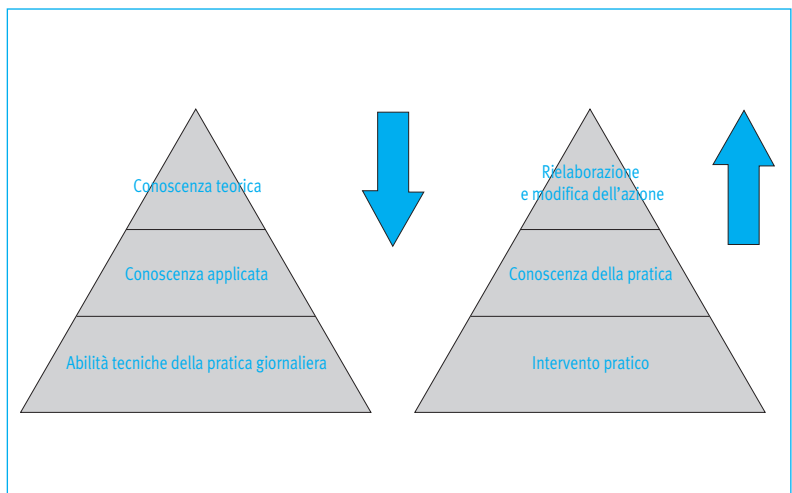 Conoscenza teorica
Conoscenza applicata
Abilità tecniche della pratica giornaliera
Rielaborazione
e modifica dell'azione
Conoscenza della pratica
Intervento pratico